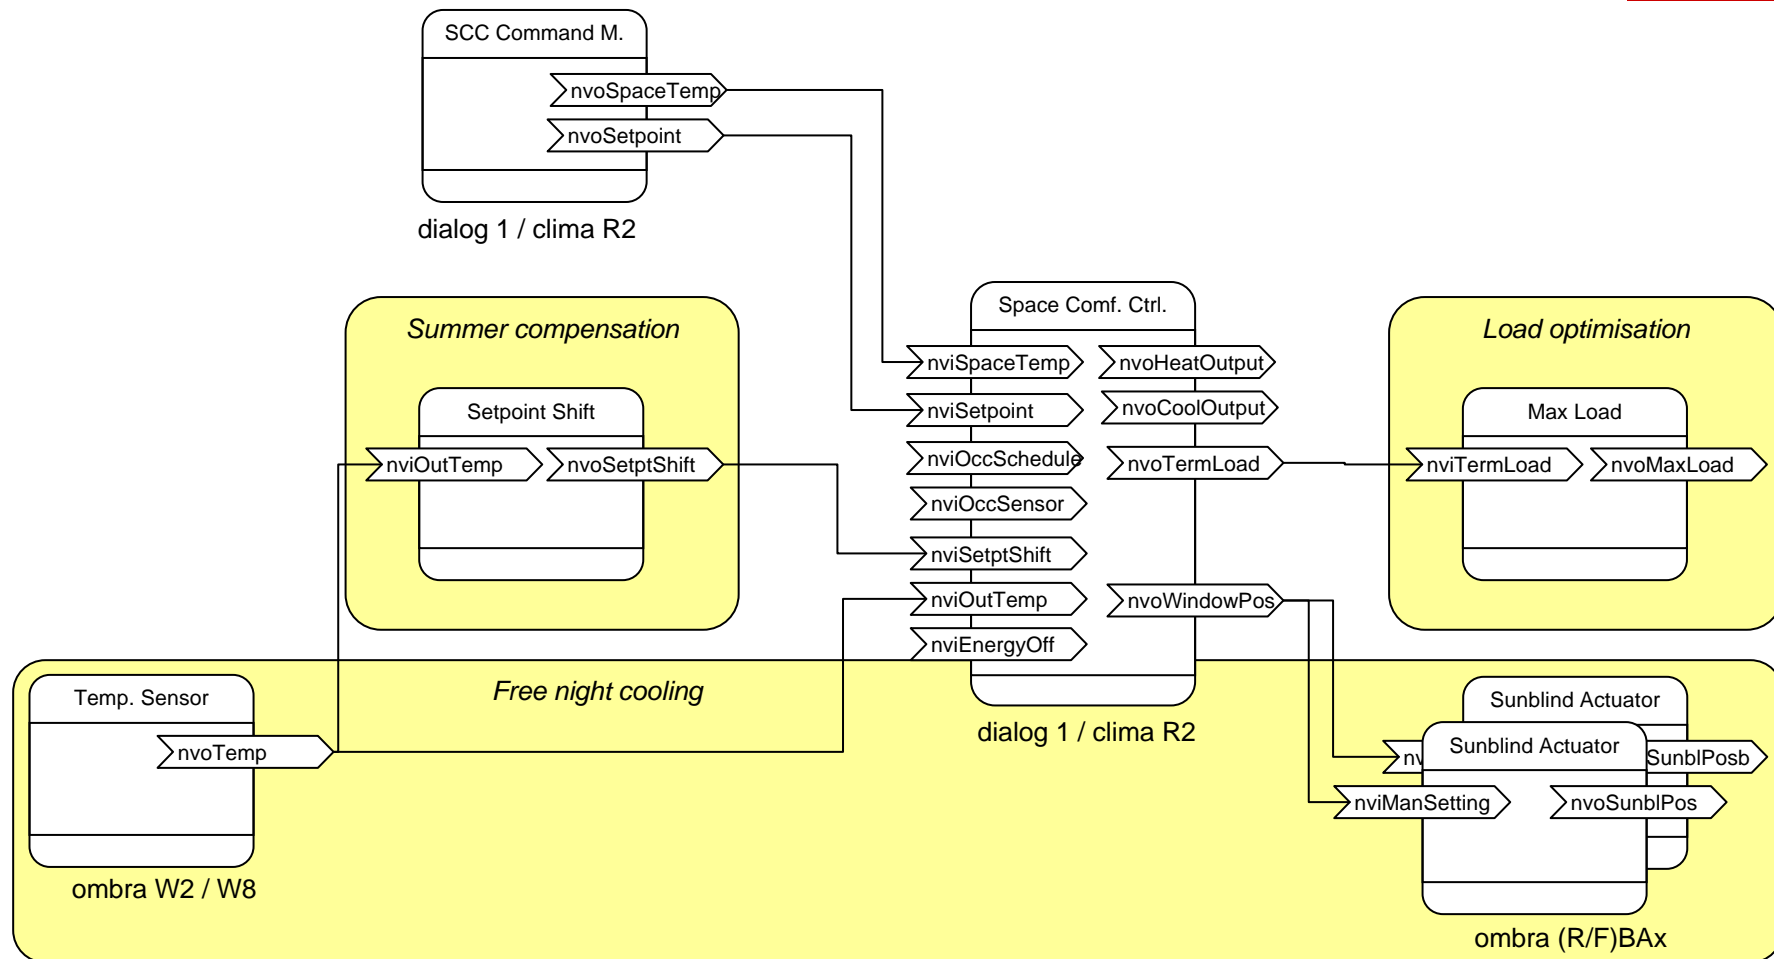 SCC Command M.
nvoSpaceTemp
nvoSetpoint
dialog 1 / clima R2
Summer compensation
Setpoint Shift
nviOutTemp
nvoSetptShift
Space Comf. Ctrl.
nviSpaceTemp
nvoHeatOutput
nviSetpoint
nvoCoolOutput
nviOccSchedule
nvoTermLoad
nviOccSensor
nviSetptShift
nviOutTemp
nvoWindowPos
nviEnergyOff
dialog 1 / clima R2
Load optimisation
Max Load
nviTermLoad
nvoMaxLoad
Free night cooling
Temp. Sensor
nvoTemp
ombra W2 / W8
Sunblind Actuator
SunblPosb
Sunblind Actuator
nviManSetting
nvoSunblPos
ombra (R/F)BAx